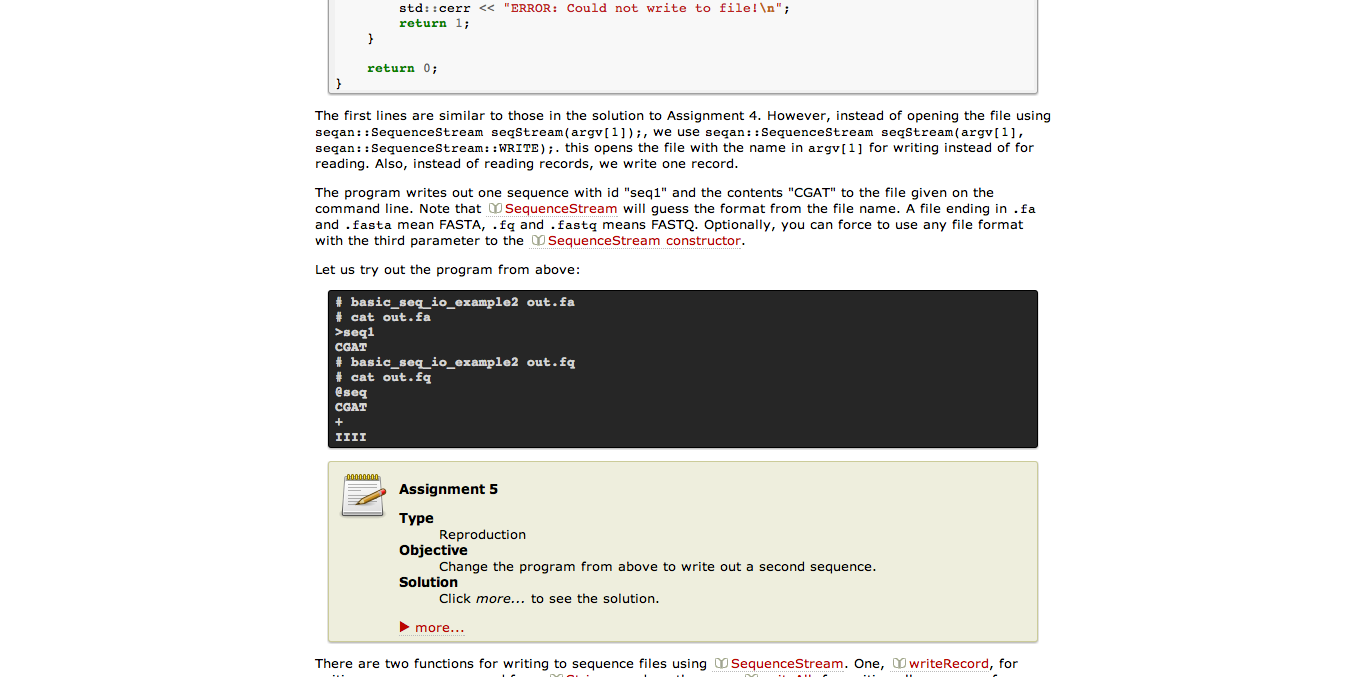 std::cerr << "ERROR: Could not write to file!\n";
return 1;
}
return 0;
}
The first lines are similar to those in the solution to Assignment 4. However, instead of opening the file using
seqan::SequenceStream seqStream(argv[1]);, we use seqan::SequenceStream seqStream(argv[1],
seqan::SequenceStream::WRITE);. this opens the file with the name in argv[1] for writing instead of for
reading. Also, instead of reading records, we write one record.
The program writes out one sequence with id "seq1" and the contents "CGAT" to the file given on the
command line. Note that SequenceStream will guess the format from the file name. A file ending in .fa
and .fasta mean FASTA, .fq and .fastq means FASTQ. Optionally, you can force to use any file format
with the third parameter to the SequenceStream constructor.
Let us try out the program from above:
# basic_seq_io_example2 out.fa
# cat out.fa
>seq1
CGAT
# basic_seq_io_example2 out.fq
# cat out.fq
@seq
CGAT
+
IIII
Assignment 5
Type
Reproduction
Objective
Change the program from above to write out a second sequence.
Solution
Click more... to see the solution.
more...
There are two functions for writing to sequence files using SequenceStream. One, writeRecord, for